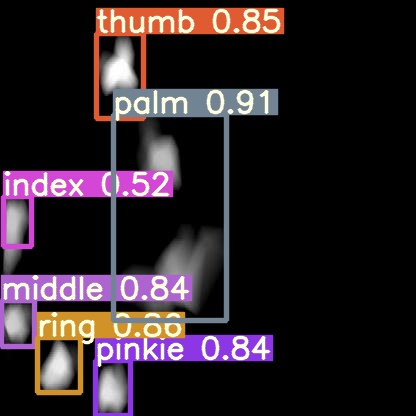 thumb 0.85
palm 0.91
index 0.52
middle 0.84
ring 0.86
pinkie 0.84